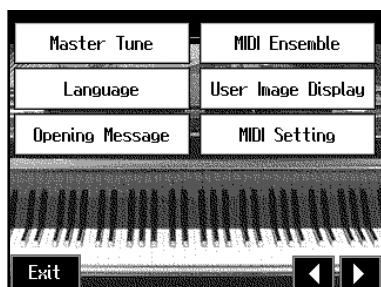 Master Tune
MIDI Ensemble
Language
User Image Display
Opening Message
MIDI Setting
Exit